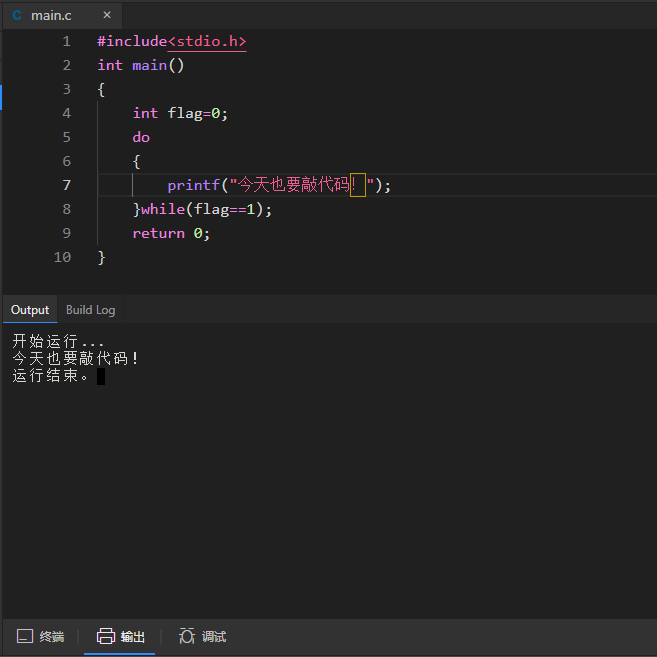 C main.c ×
1 #include<stdio.h>
2 int main()
3 {
4 int flag=0;
5 do
6 {
7 printf("今天也要敲代码！");
8 }while(flag==1);
9 return 0;
10 }
Output Build Log
开始运行...
今天也要敲代码！
运行结束。
终端 输出 调试